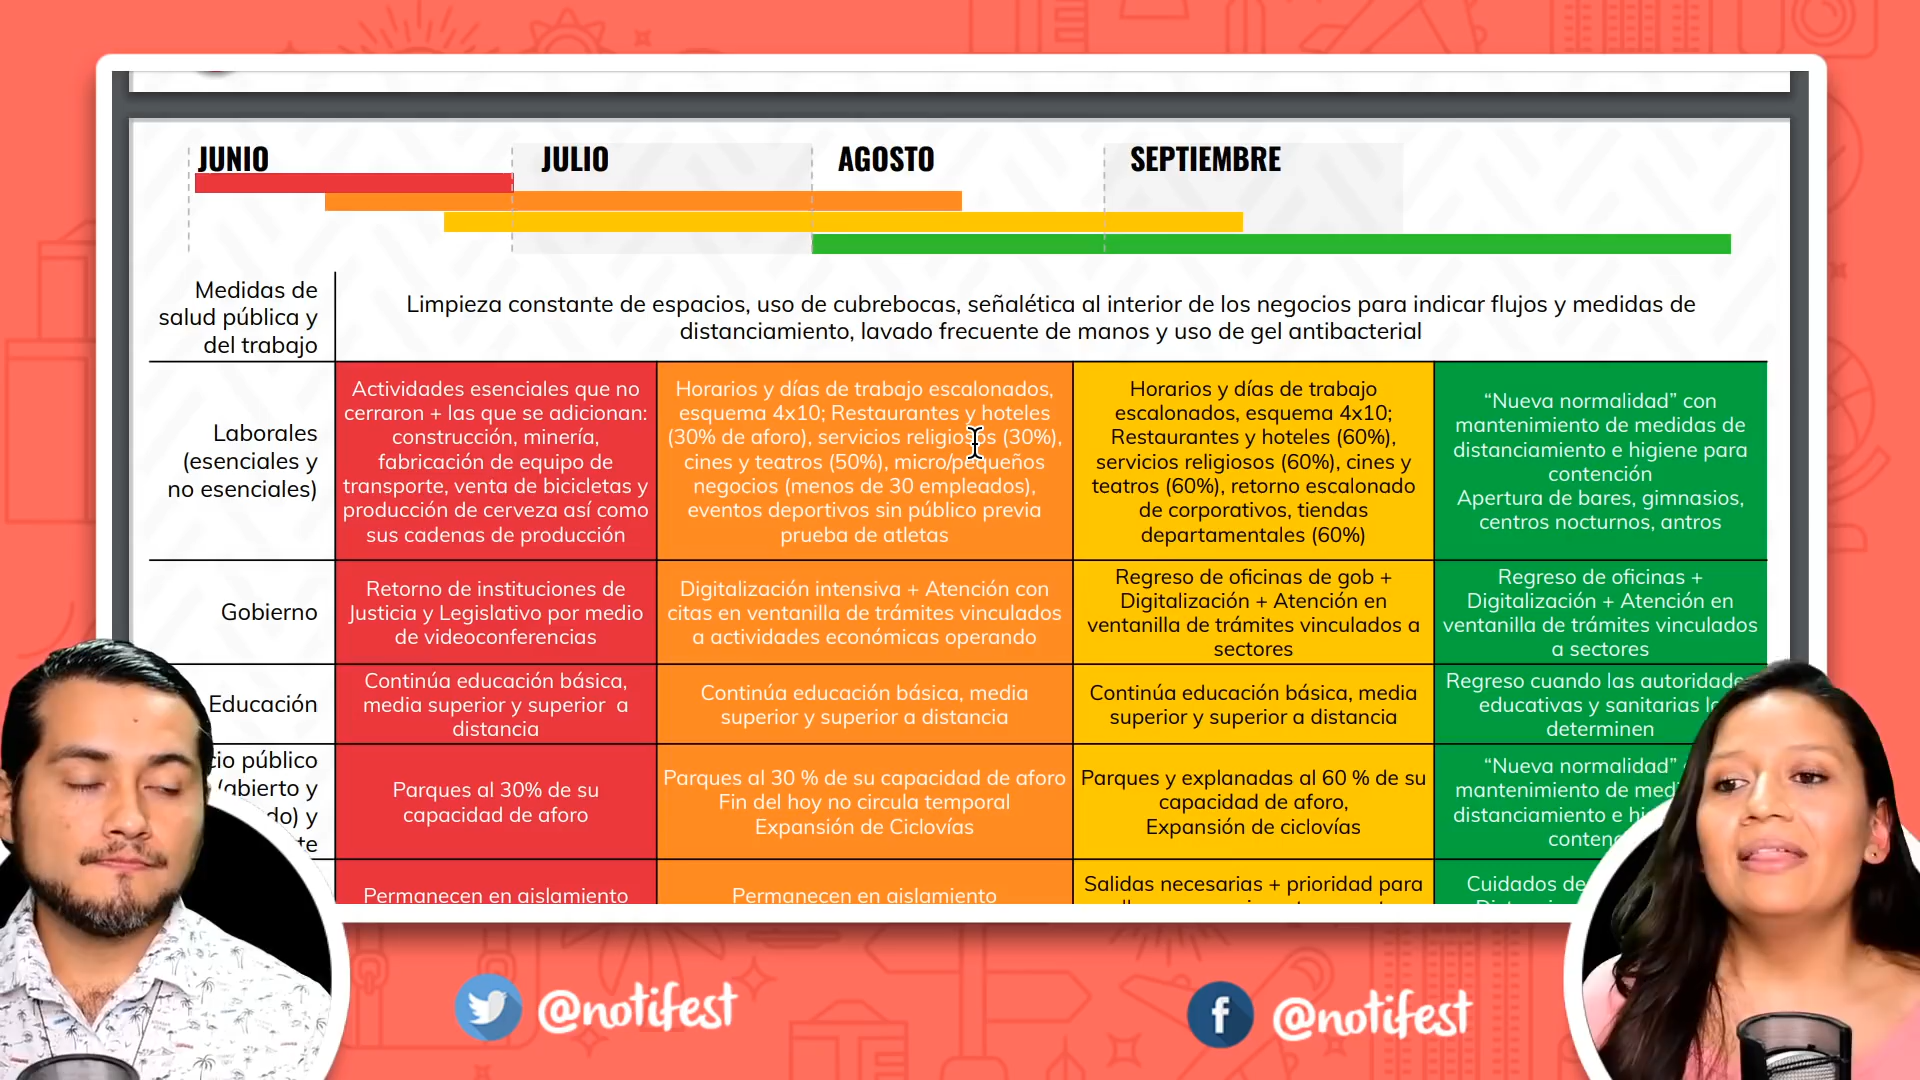 JUNIO
JULIO
AGOSTO
SEPTIEMBRE
Medidas de
salud pública y
del trabajo
Limpieza constante de espacios, uso de cubrebocas, señalética al interior de los negocios para indicar flujos y medidas de
distanciamiento, lavado frecuente de manos y uso de gel antibacterial
Laborales
(esenciales y
no esenciales)
Actividades esenciales que no
cerraron + las que se adicionan:
construcción, minería,
fabricación de equipo de
transporte, venta de bicicletas y
producción de cerveza así como
sus cadenas de producción
Horarios y días de trabajo escalonados,
esquema 4x10; Restaurantes y hoteles
(30% de aforo), servicios religiosos (30%),
cines y teatros (50%), micro/pequeños
negocios (menos de 30 empleados),
eventos deportivos sin público previa
prueba de atletas
Horarios y días de trabajo
escalonados, esquema 4x10;
Restaurantes y hoteles (60%),
servicios religiosos (60%), cines y
teatros (60%), retorno escalonado
de corporativos, tiendas
departamentales (60%)
“Nueva normalidad” con
mantenimiento de medidas de
distanciamiento e higiene para
contención
Apertura de bares, gimnasios,
centros nocturnos, antros
Gobierno
Retorno de instituciones de
Justicia y Legislativo por medio
de videoconferencias
Digitalización intensiva + Atención con
citas en ventanilla de trámites vinculados
a actividades económicas operando
Regreso de oficinas de gob +
Digitalización + Atención en
ventanilla de trámites vinculados a
sectores
Regreso de oficinas +
Digitalización + Atención en
ventanilla de trámites vinculados
a sectores
Educación
Continúa educación básica,
media superior y superior a
distancia
Continúa educación básica, media
superior y superior a distancia
Continúa educación básica, media
superior y superior a distancia
Regreso cuando las autoridade
educativas y sanitarias lo
determinen
cio público
(abierto y
do) y
te
Parques al 30% de su
capacidad de aforo
Parques al 30 % de su capacidad de aforo
Fin del hoy no circula temporal
Expansión de Ciclovías
Parques y explanadas al 60 % de su
capacidad de aforo,
Expansión de ciclovías
“Nueva normalidad”
mantenimiento de med
distanciamiento e hi
conten
Permanecen en aislamiento
Permanecen en aislamiento
Salidas necesarias + prioridad para
Cuidados de
@notifest
f @notifest